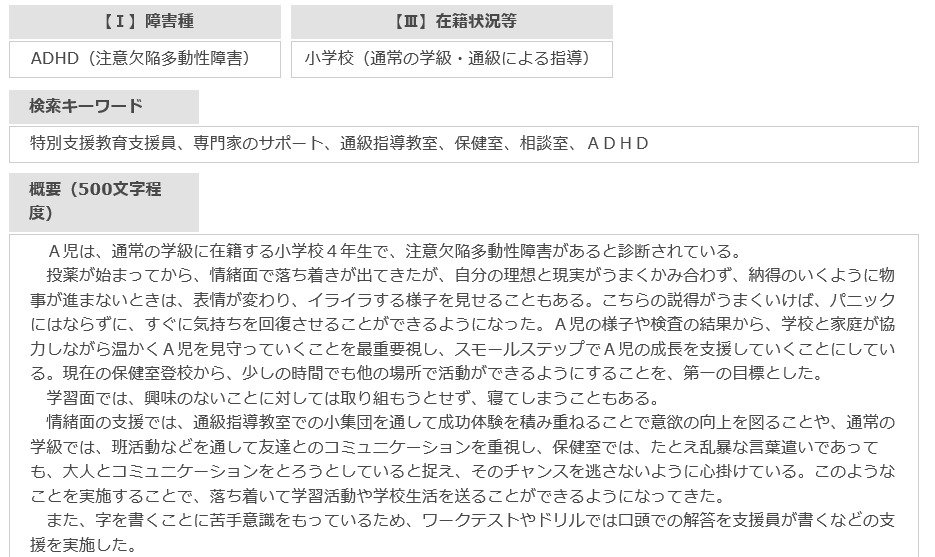 【Ⅰ】障害種
【Ⅲ】在籍状況等
ADHD（注意欠陥多動性障害）
小学校（通常の学級・通級による指導）
検索キーワード
特別支援教育支援員、専門家のサポート、通級指導教室、保健室、相談室、ＡＤＨＤ
概要（500文字程
度）
　Ａ児は、通常の学級に在籍する小学校４年生で、注意欠陥多動性障害があると診断されている。
　投薬が始まってから、情緒面で落ち着きが出てきたが、自分の理想と現実がうまくかみ合わず、納得のいくように物
事が進まないときは、表情が変わり、イライラする様子を見せることもある。こちらの説得がうまくいけば、パニック
にはならずに、すぐに気持ちを回復させることができるようになった。Ａ児の様子や検査の結果から、学校と家庭が協
力しながら温かくＡ児を見守っていくことを最重要視し、スモールステップでＡ児の成長を支援していくことにしてい
る。現在の保健室登校から、少しの時間でも他の場所で活動ができるようにすることを、第一の目標とした。
　学習面では、興味のないことに対しては取り組もうとせず、寝てしまうこともある。
　情緒面の支援では、通級指導教室での小集団を通して成功体験を積み重ねることで意欲の向上を図ることや、通常の
学級では、班活動などを通して友達とのコミュニケーションを重視し、保健室では、たとえ乱暴な言葉遣いであって
も、大人とコミュニケーションをとろうとしていると捉え、そのチャンスを逃さないように心掛けている。このような
ことを実施することで、落ち着いて学習活動や学校生活を送ることができるようになってきた。
　また、字を書くことに苦手意識をもっているため、ワークテストやドリルでは口頭での解答を支援員が書くなどの支
援を実施した。